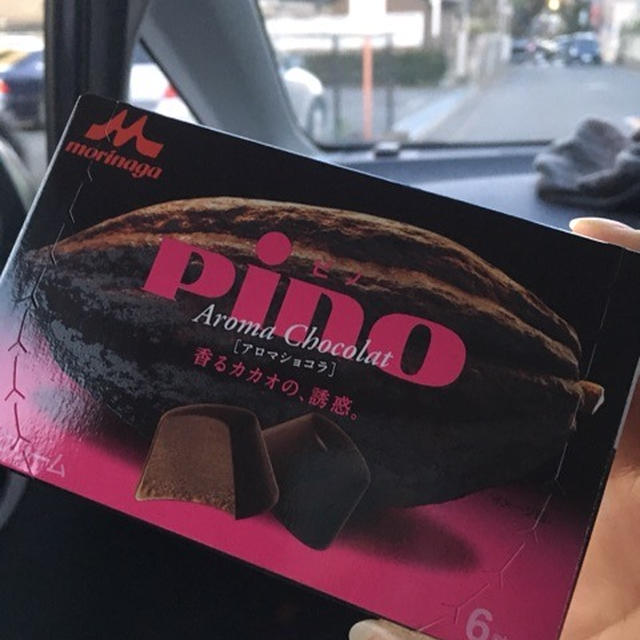 morinaga
ピノ
pino
Aroma Chocolat
[アロマショコラ]
香るカカオの、誘惑。
6